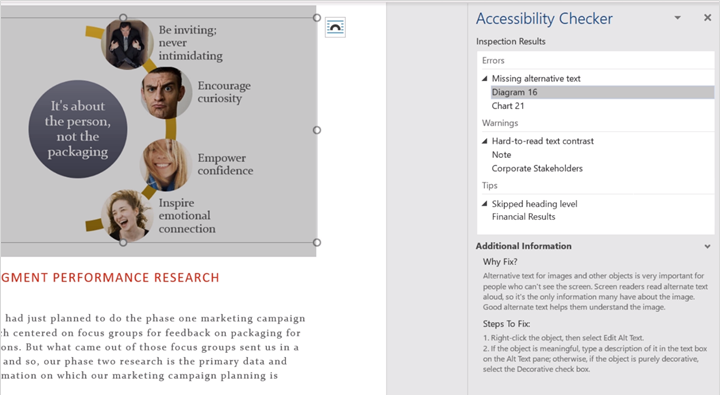 Be inviting;
never
intimidating
Encourage
curiosity
It's about
the person,
not the
packaging
Empower
confidence
Inspire
emotional
connection
GMENT PERFORMANCE RESEARCH
had just planned to do the phase one marketing campaign
ch centered on focus groups for feedback on packaging for
ons. But what came out of those focus groups sent us in a
and so, our phase two research is the primary data and
mation on which our marketing campaign planning is
Accessibility Checker
Inspection Results
Errors
Missing alternative text
Diagram 16
Chart 21
Warnings
Hard-to-read text contrast
Note
Corporate Stakeholders
Tips
Skipped heading level
Financial Results
Additional Information
Why Fix?
Alternative text for images and other objects is very important for
people who can't see the screen. Screen readers read alternative text
aloud, so it's the only information many have about the image.
Good alternative text helps them understand the image.
Steps To Fix:
1. Right-click the object, then select Edit Alt Text.
2. If the object is meaningful, type a description of it in the text box
on the Alt Text pane; otherwise, if the object is purely decorative,
select the Decorative check box.